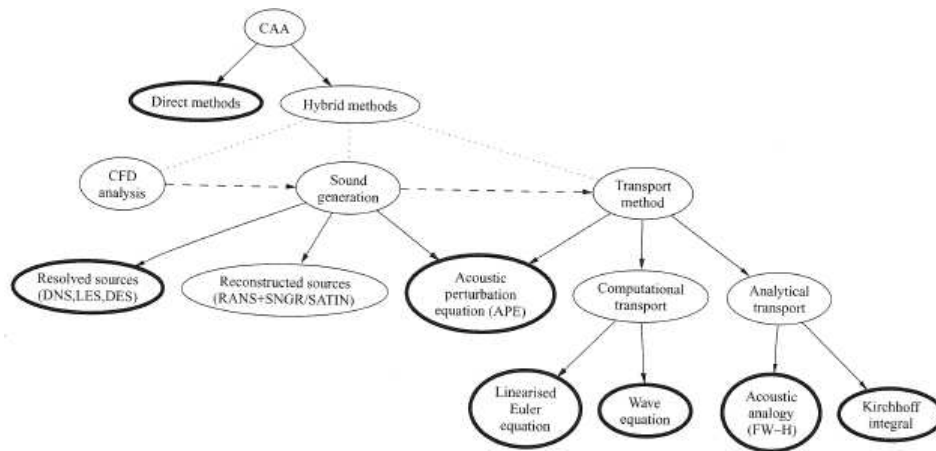 CAA
Direct methods
Hybrid methods
CFD
analysis
Sound
generation
Transport
method
Resolved sources
(DNS,LES,DES)
Reconstructed sources
(RANS+SNGR/SATIN)
Acoustic
perturbation
equation (APE)
Computational
transport
Analytical
transport
Linearised
Euler
equation
Wave
equation
Acoustic
analogy
(FW-H)
Kirchhoff
integral